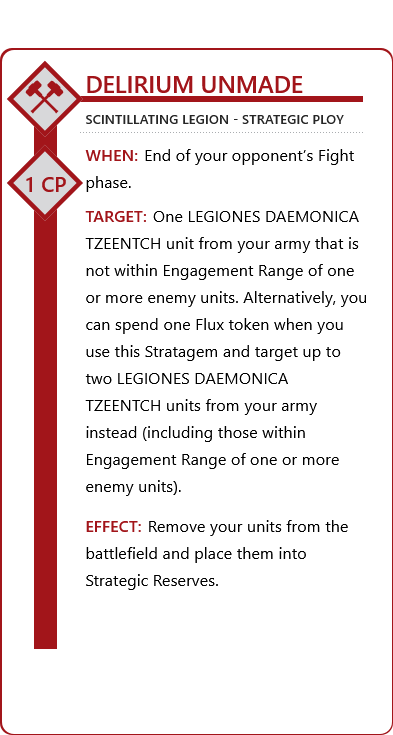 DELIRIUM UNMADE
SCINTILLATING LEGION - STRATEGIC PLOY
WHEN: End of your opponent’s Fight
phase.
1 CP
TARGET: One LEGIONES DAEMONICA
TZEENTCH unit from your army that is
not within Engagement Range of one
or more enemy units. Alternatively, you
can spend one Flux token when you
use this Stratagem and target up to
two LEGIONES DAEMONICA
TZEENTCH units from your army
instead (including those within
Engagement Range of one or more
enemy units).
EFFECT: Remove your units from the
battlefield and place them into
Strategic Reserves.